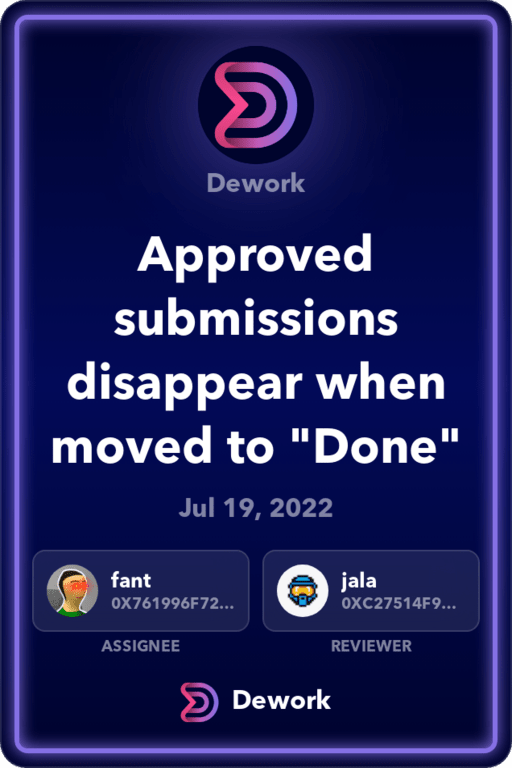 Dework
Approved
submissions
disappear when
moved to "Done"
Jul 19, 2022
fant
0X761996F72...
ASSIGNEE
jala
0XC27514F9...
REVIEWER
Dework